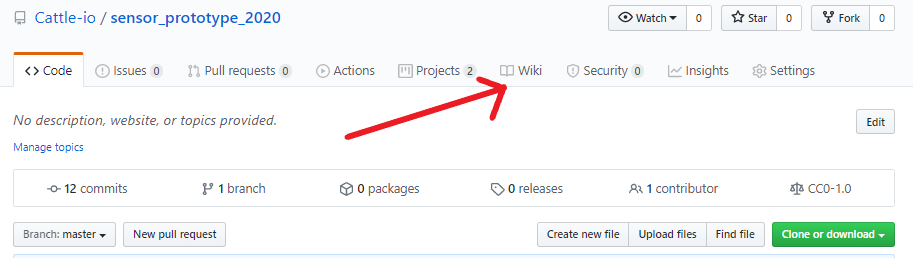 Cattle-io / sensor_prototype_2020 Watch 0 Star 0 Fork 0
Code Issues 0 Pull requests 0 Actions Projects 2 Wiki Security 0 Insights Settings
No description, website, or topics provided. Edit
Manage topics
12 commits 1 branch 0 packages 0 releases 1 contributor CC0-1.0
Branch: master New pull request Create new file Upload files Find file Clone or download